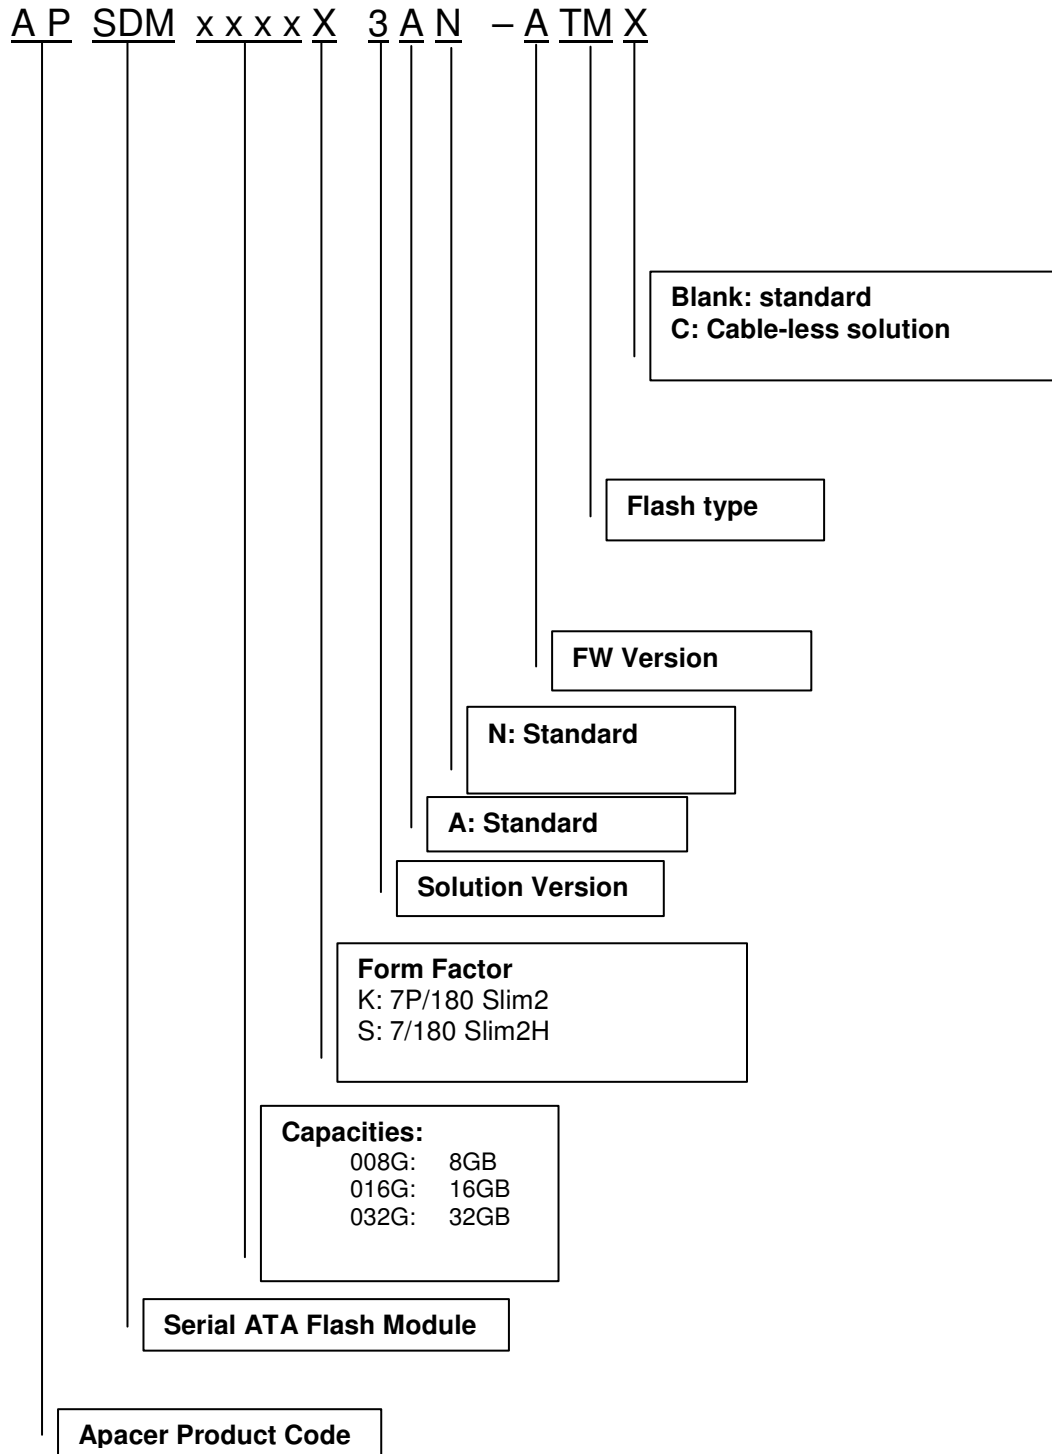 A P SDM x x x x X 3 A N – A TM X
Blank: standard
C: Cable-less solution
Flash type
FW Version
N: Standard
A: Standard
Solution Version
Form Factor
K: 7P/180 Slim2
S: 7/180 Slim2H
Capacities:
008G: 8GB
016G: 16GB
032G: 32GB
Serial ATA Flash Module
Apacer Product Code